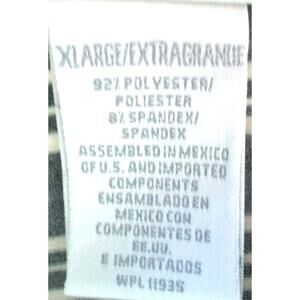 XLARGE/EXTRAGRANDE
92% POLYESTER/
POLIESTER
8% SPANDEX/
SPANDEX
ASSEMBLED IN MEXICO
OF U.S. AND IMPORTED
COMPONENTS
ENSAMBLADO EN
MEXICO CON
COMPONENTES DE
EE.UU.
E IMPORTADOS
WPL 11935